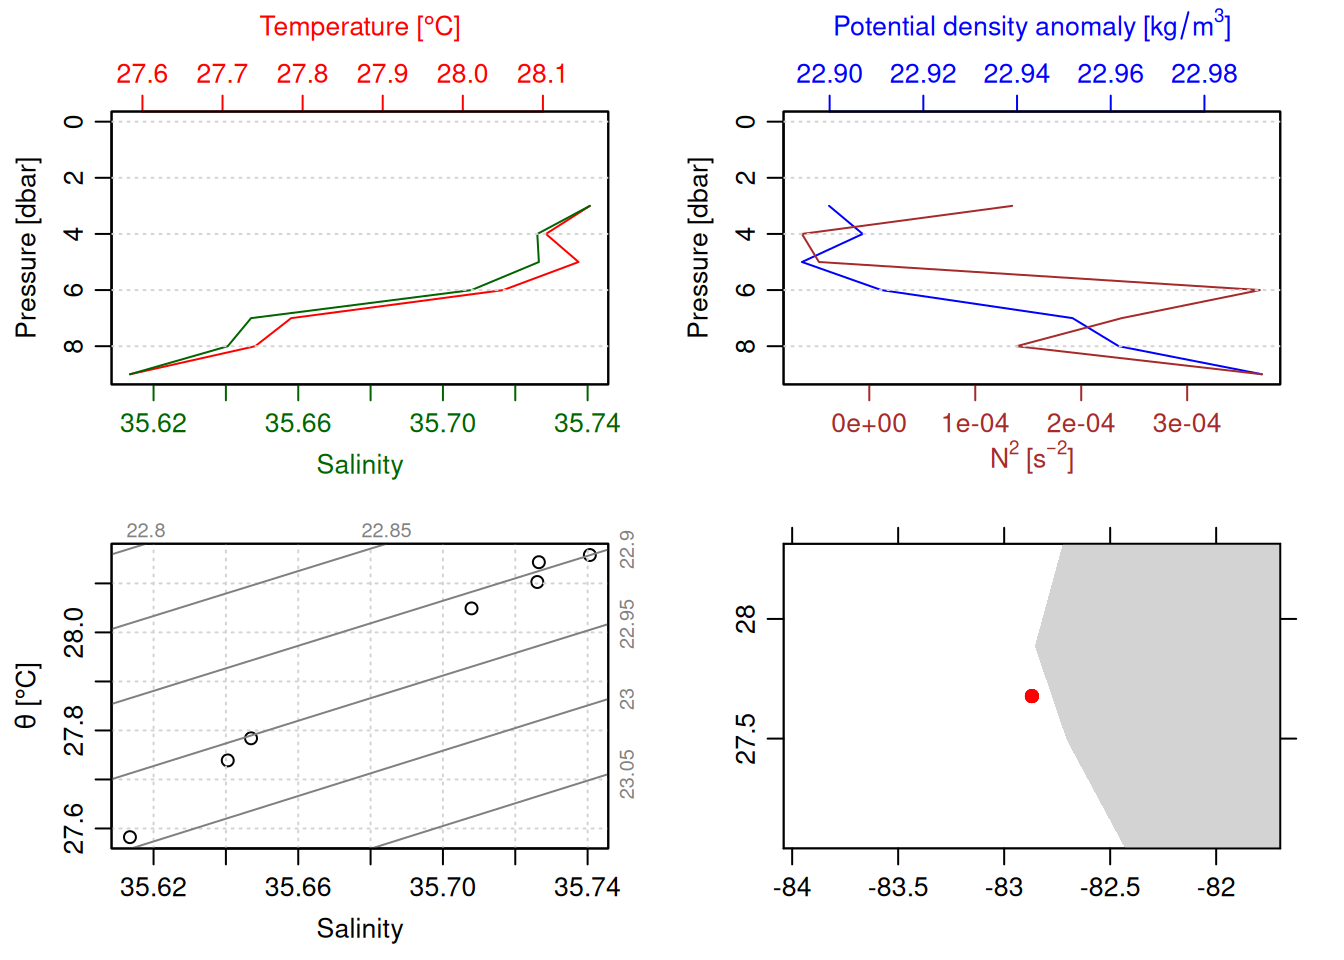 Temperature [°C]
27.6 27.7 27.8 27.9 28.0 28.1
Pressure [dbar]
0
2
4
6
8
35.62 35.66 35.70 35.74
Salinity
Potential density anomaly [kg/m³]
22.90 22.92 22.94 22.96 22.98
Pressure [dbar]
0
2
4
6
8
0e+00 1e-04 2e-04 3e-04
N² [s⁻²]
22.8 22.85
22.9
22.95
23
23.05
θ [°C]
28.0
27.8
27.6
35.62 35.66 35.70 35.74
Salinity
28
27.5
-84 -83.5 -83 -82.5 -82